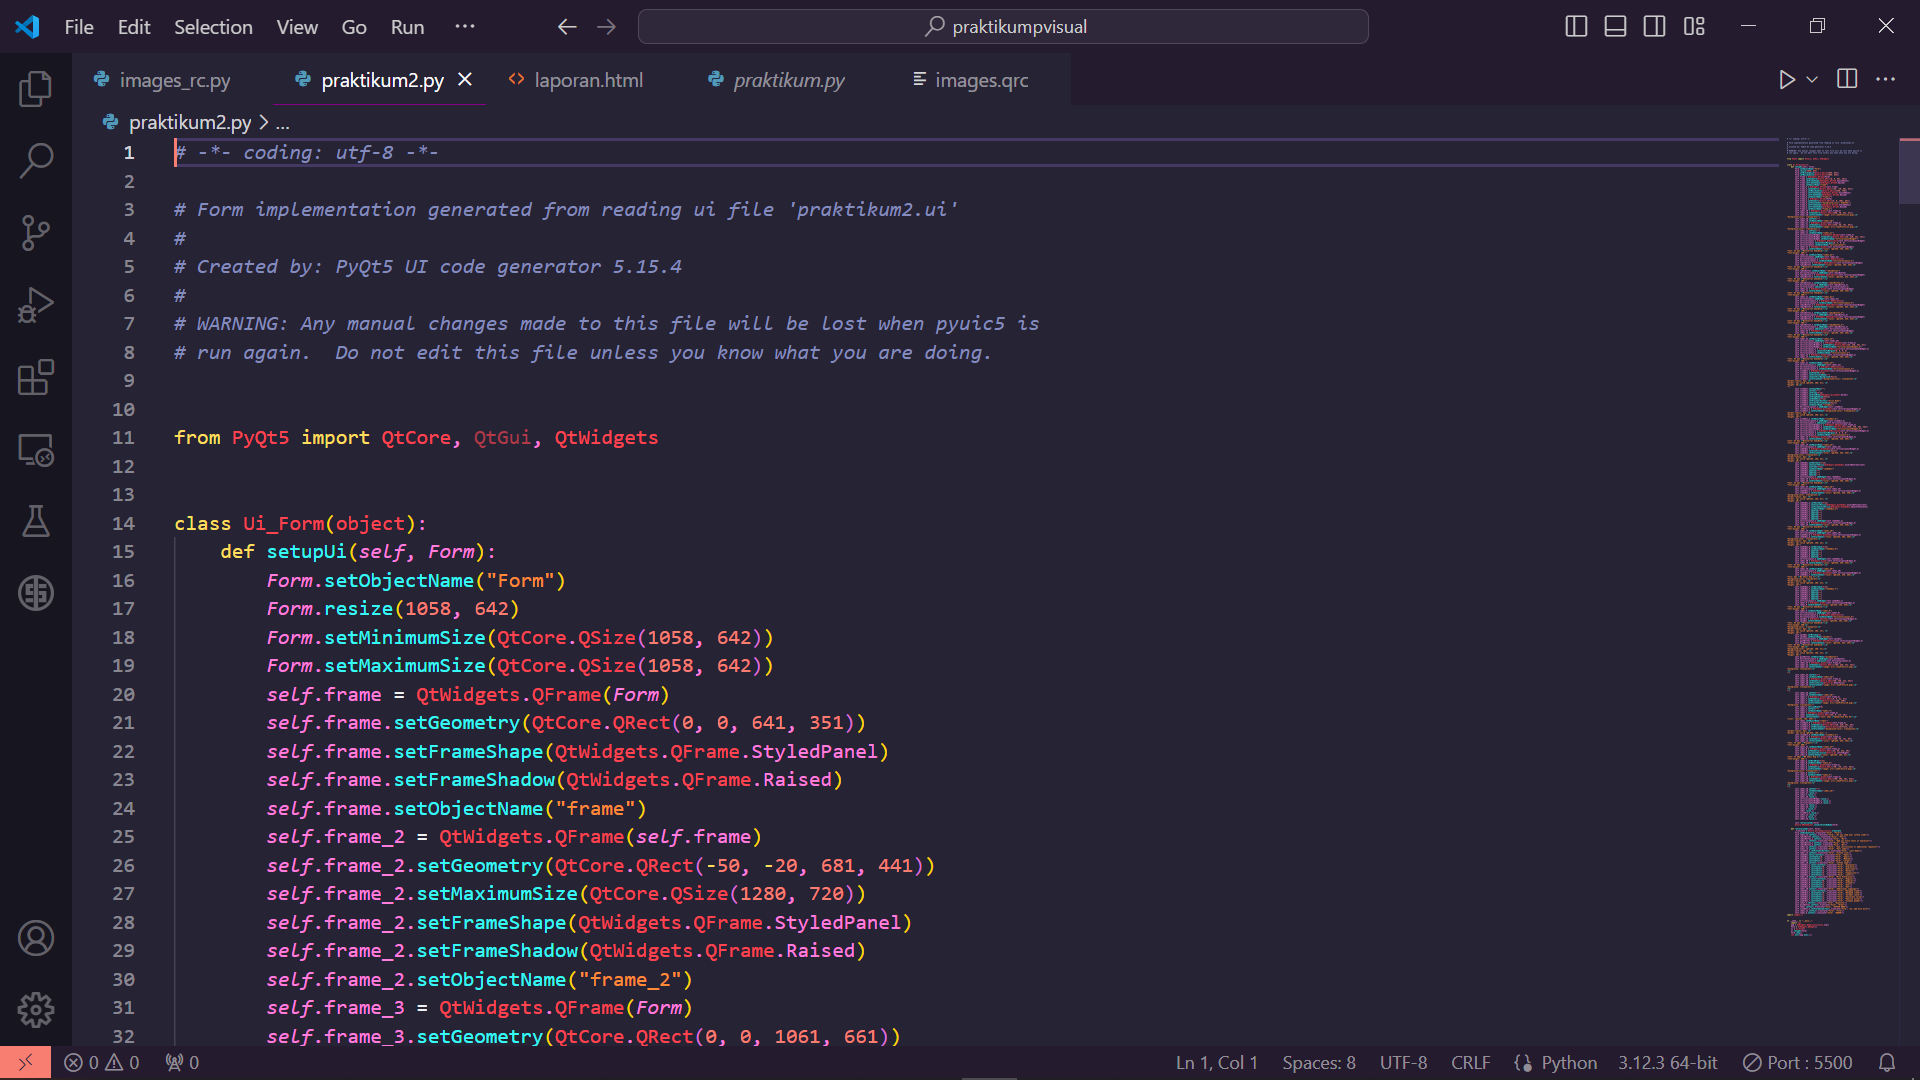 File Edit Selection View Go Run ··· praktikumpvisual
images_rc.py praktikum2.py laporan.html praktikum.py images.qrc
praktikum2.py > ...
1 # -*- coding: utf-8 -*-
2
3 # Form implementation generated from reading ui file 'praktikum2.ui'
4 #
5 # Created by: PyQt5 UI code generator 5.15.4
6 #
7 # WARNING: Any manual changes made to this file will be lost when pyuic5 is
8 # run again.  Do not edit this file unless you know what you are doing.
9
10
11 from PyQt5 import QtCore, QtGui, QtWidgets
12
13
14 class Ui_Form(object):
15     def setupUi(self, Form):
16         Form.setObjectName("Form")
17         Form.resize(1058, 642)
18         Form.setMinimumSize(QtCore.QSize(1058, 642))
19         Form.setMaximumSize(QtCore.QSize(1058, 642))
20         self.frame = QtWidgets.QFrame(Form)
21         self.frame.setGeometry(QtCore.QRect(0, 0, 641, 351))
22         self.frame.setFrameShape(QtWidgets.QFrame.StyledPanel)
23         self.frame.setFrameShadow(QtWidgets.QFrame.Raised)
24         self.frame.setObjectName("frame")
25         self.frame_2 = QtWidgets.QFrame(self.frame)
26         self.frame_2.setGeometry(QtCore.QRect(-50, -20, 681, 441))
27         self.frame_2.setMaximumSize(QtCore.QSize(1280, 720))
28         self.frame_2.setFrameShape(QtWidgets.QFrame.StyledPanel)
29         self.frame_2.setFrameShadow(QtWidgets.QFrame.Raised)
30         self.frame_2.setObjectName("frame_2")
31         self.frame_3 = QtWidgets.QFrame(Form)
32         self.frame_3.setGeometry(QtCore.QRect(0, 0, 1061, 661))
0 0 0 Ln 1, Col 1 Spaces: 8 UTF-8 CRLF Python 3.12.3 64-bit Port : 5500